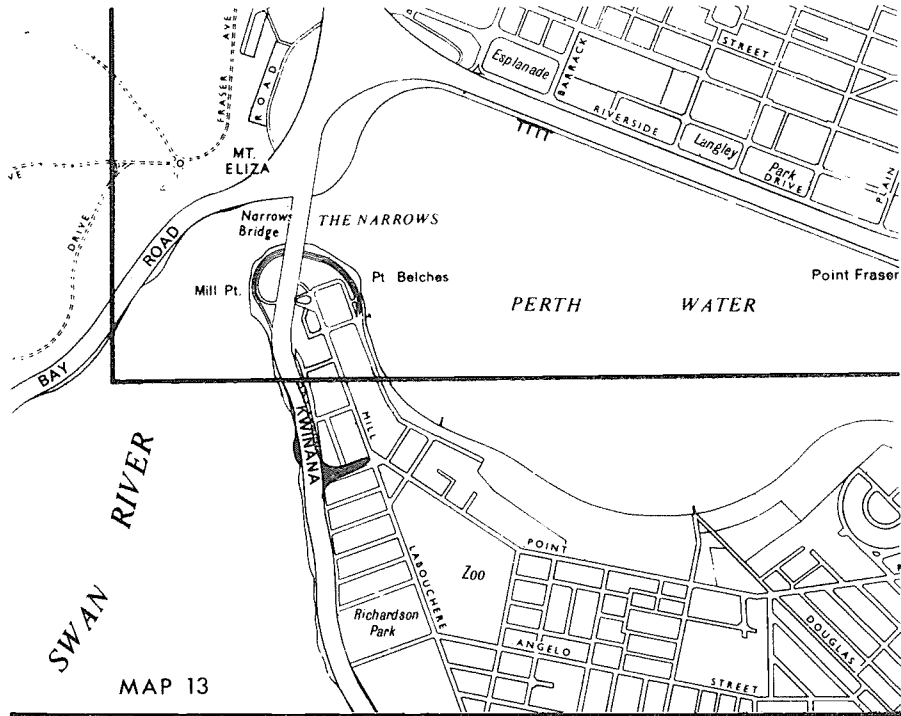 FRASER AVE
ROAD
MT.
ELIZA
VE
DRIVE
BAY ROAD
Esplanade
BARRACK
STREET
RIVERSIDE
DRIVE
Langley
Park
PLAIN
Narrows
Bridge
THE NARROWS
Mill Pt.
Pt Belches
PERTH WATER
Point Fraser
KWINANA
MILL
POINT
SWAN RIVER
LABOUCHERE
Zoo
Richardson
Park
ANGELO
STREET
DOUGLAS
MAP 13